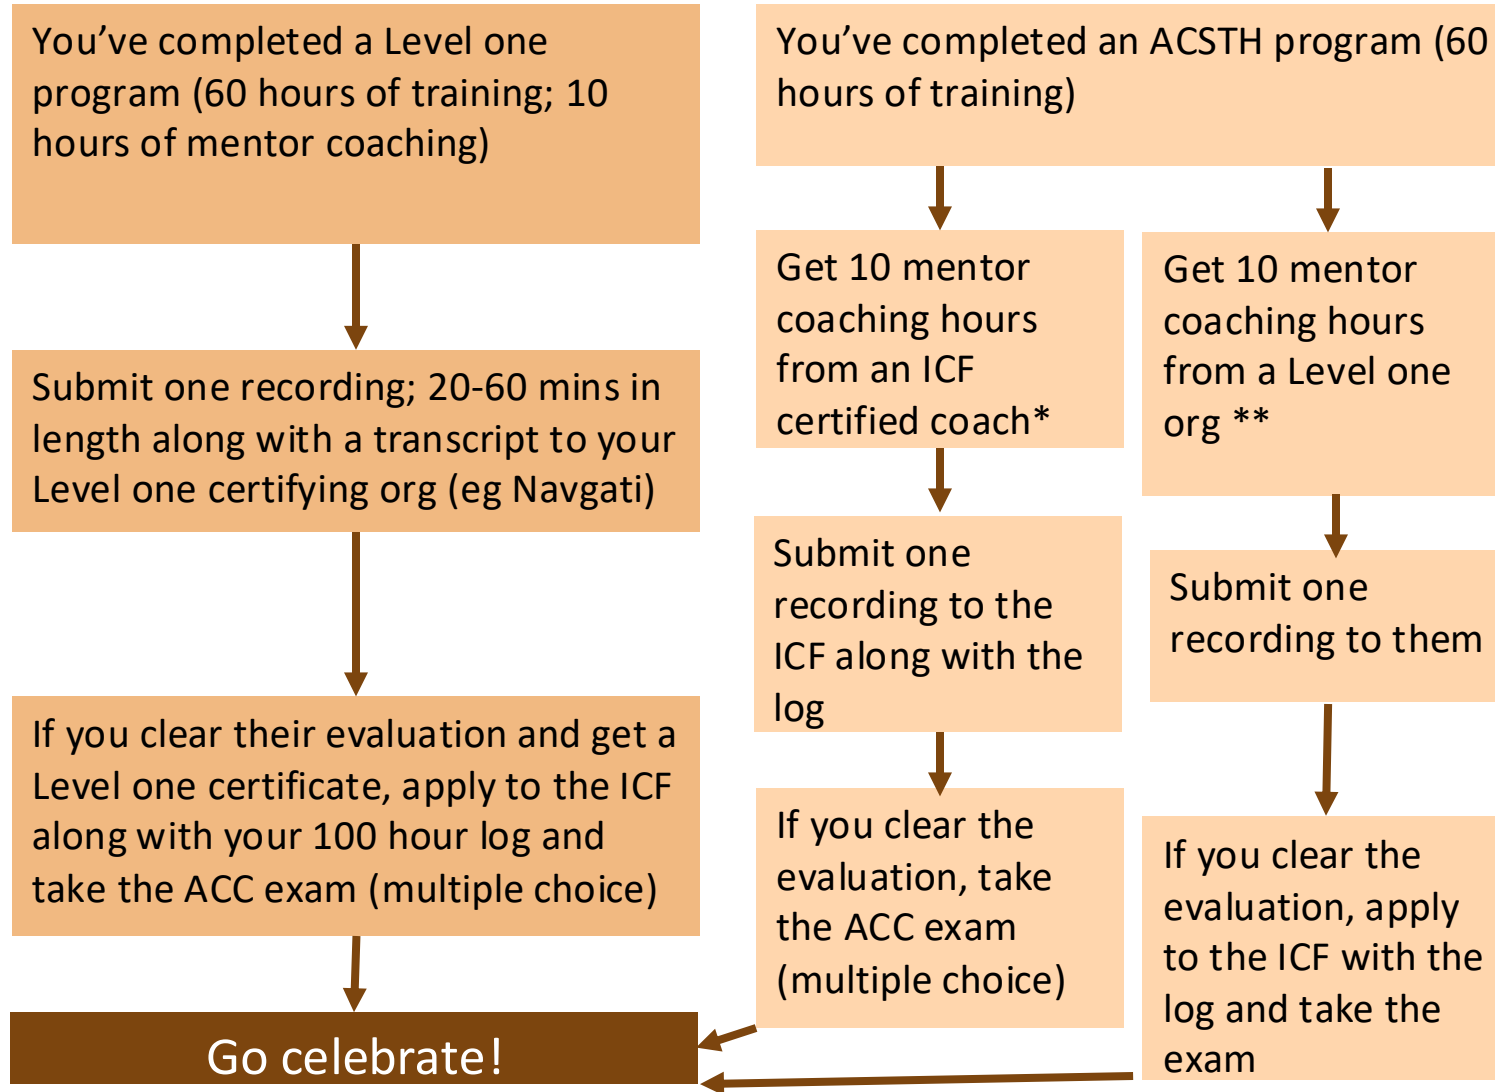 You’ve completed a Level one
program (60 hours of training; 10
hours of mentor coaching)
Submit one recording; 20-60 mins in
length along with a transcript to your
Level one certifying org (eg Navgati)
If you clear their evaluation and get a
Level one certificate, apply to the ICF
along with your 100 hour log and
take the ACC exam (multiple choice)
Go celebrate!
You’ve completed an ACSTH program (60
hours of training)
Get 10 mentor
coaching hours
from an ICF
certified coach*
Submit one
recording to the
ICF along with the
log
If you clear the
evaluation, take
the ACC exam
(multiple choice)
Get 10 mentor
coaching hours
from a Level one
org **
Submit one
recording to them
If you clear the
evaluation, apply
to the ICF with the
log and take the
exam